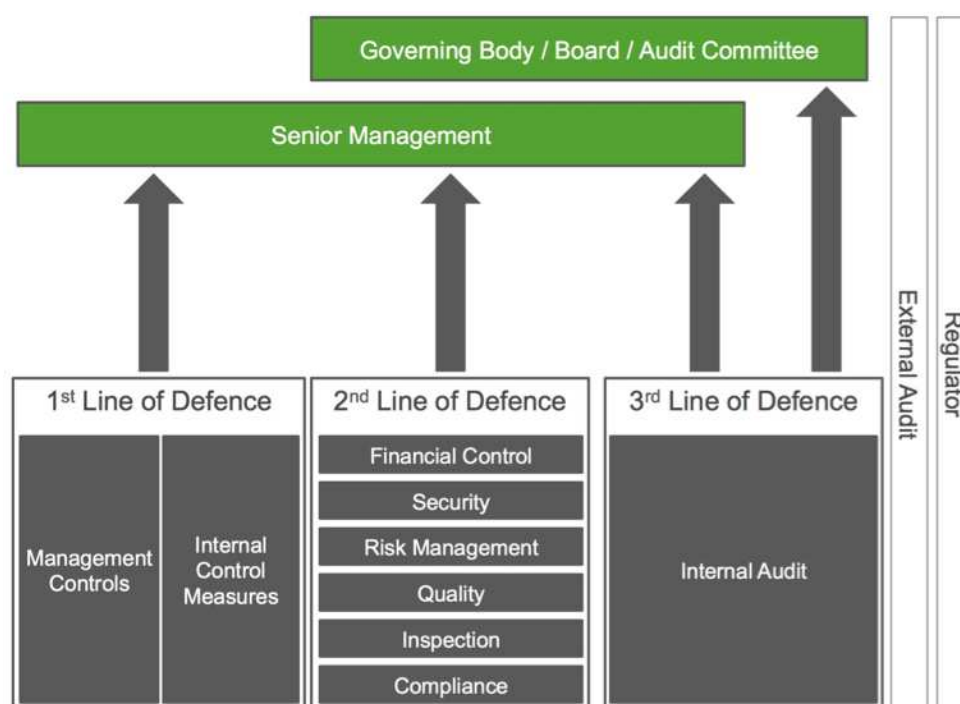 Governing Body / Board / Audit Committee
Senior Management
1st Line of Defence
Management
Controls
Internal
Control
Measures
2nd Line of Defence
Financial Control
Security
Risk Management
Quality
Inspection
Compliance
3rd Line of Defence
Internal Audit
External Audit
Regulator